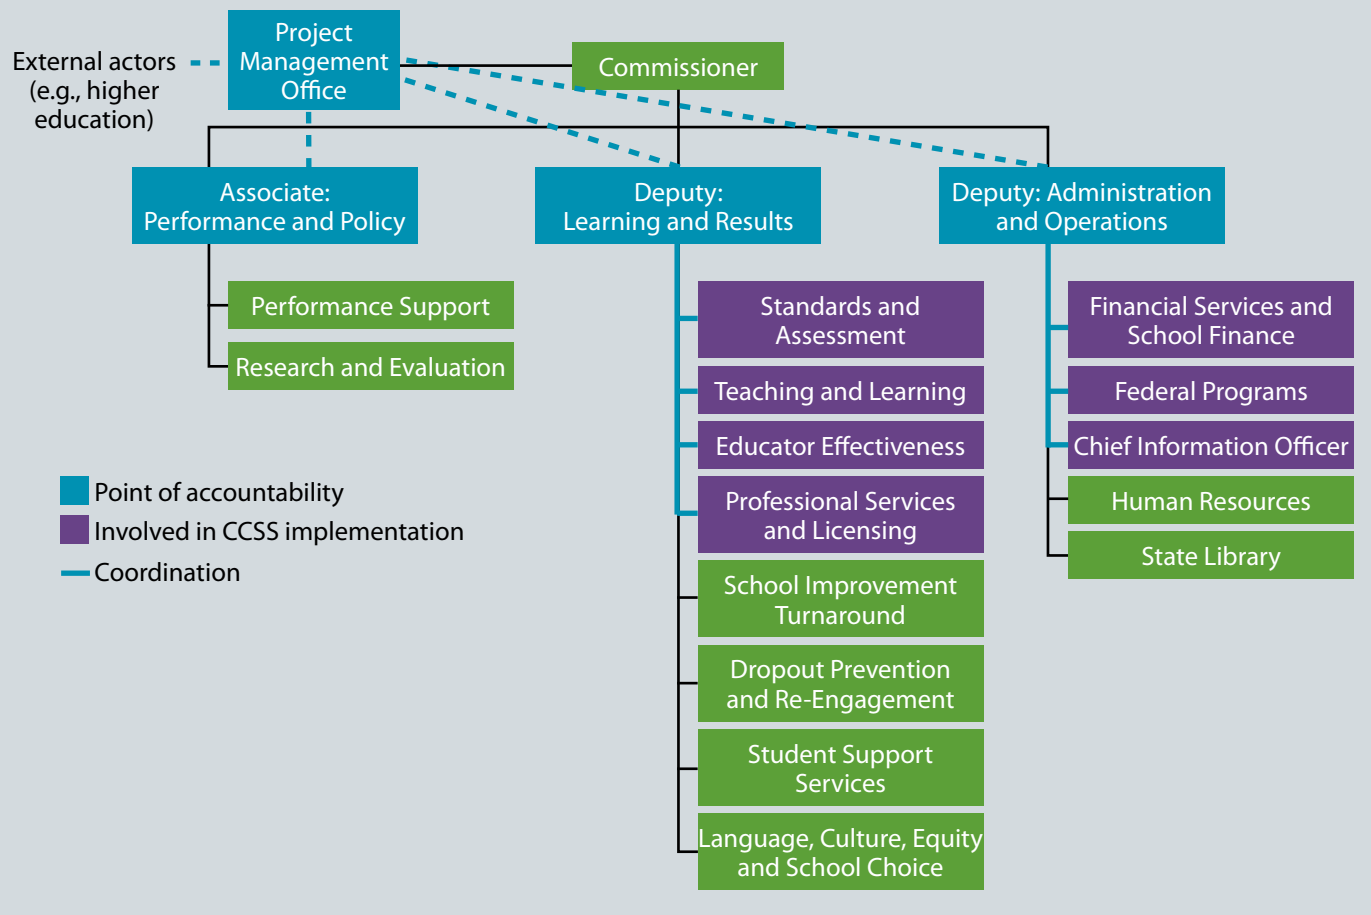 Project
Management
Office
External actors
(e.g., higher
education)
Commissioner
Associate:
Performance and Policy
Deputy:
Learning and Results
Deputy: Administration
and Operations
Performance Support
Research and Evaluation
Standards and
Assessment
Teaching and Learning
Educator Effectiveness
Professional Services
and Licensing
School Improvement
Turnaround
Dropout Prevention
and Re-Engagement
Student Support
Services
Language, Culture, Equity
and School Choice
Financial Services and
School Finance
Federal Programs
Chief Information Officer
Human Resources
State Library
Point of accountability
Involved in CCSS implementation
Coordination